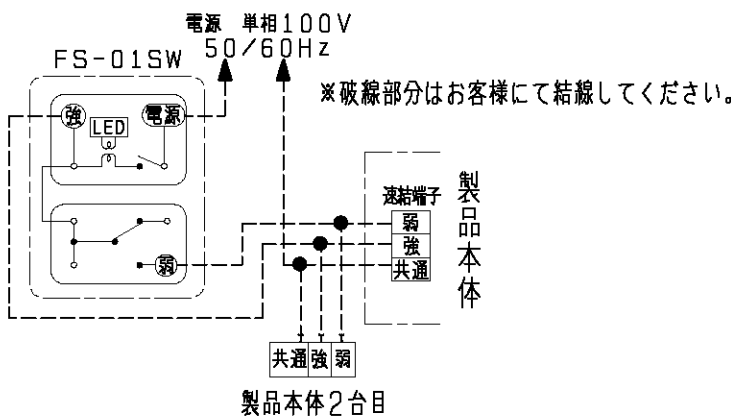 電源 単相100V
50/60Hz
FS-01SW
※破線部分はお客様にて結線してください。
強
LED
電源
弱
速結端子
弱
強
共通
製品本体
共通 強 弱
製品本体2台目